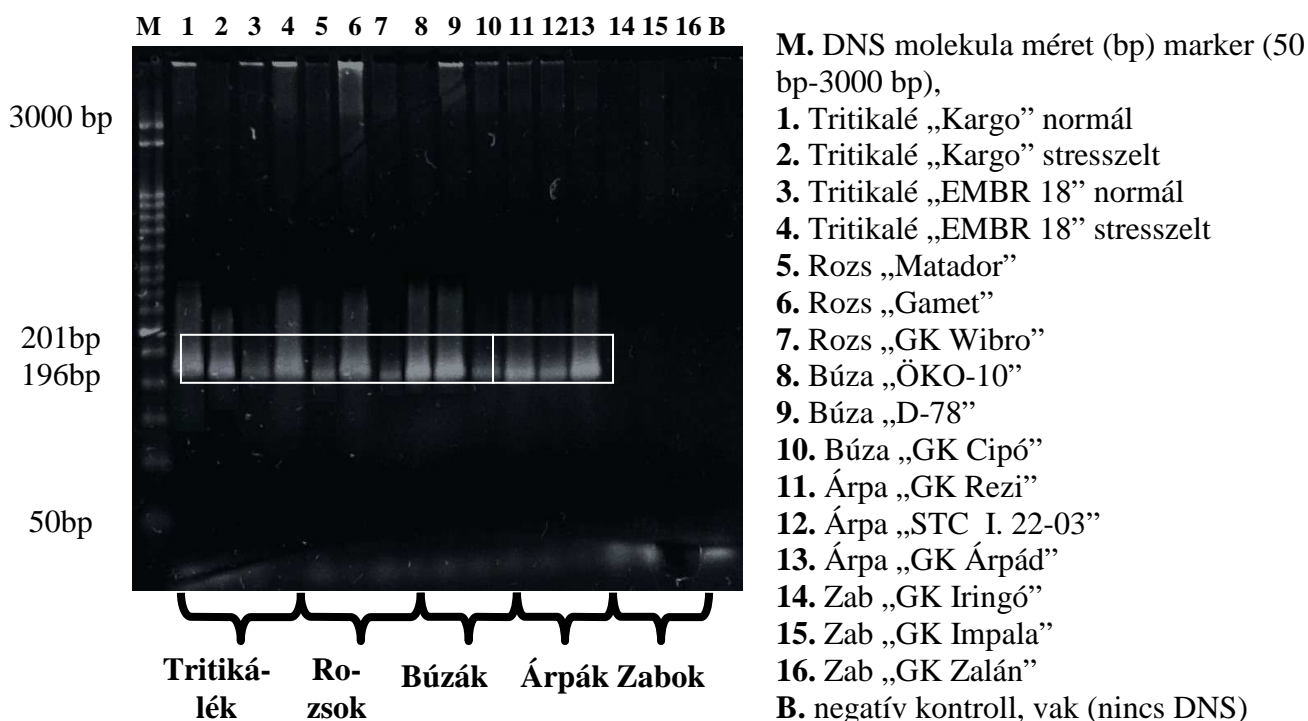 M 1 2 3 4 5 6 7 8 9 10 11 12 13 14 15 16 B
3000 bp
201bp
196bp
50bp
Tritiká-
lék
Ro-
zsok
Búzák
Árpák
Zabok
M. DNS molekula méret (bp) marker (50
bp-3000 bp),
1. Tritikalé „Kargo” normál
2. Tritikalé „Kargo” stresszelt
3. Tritikalé „EMBR 18” normál
4. Tritikalé „EMBR 18” stresszelt
5. Rozs „Matador”
6. Rozs „Gamet”
7. Rozs „GK Wibro”
8. Búza „ÖKO-10”
9. Búza „D-78”
10. Búza „GK Cipó”
11. Árpa „GK Rezi”
12. Árpa „STC I. 22-03”
13. Árpa „GK Árpád”
14. Zab „GK Iringó”
15. Zab „GK Impala”
16. Zab „GK Zalán”
B. negatív kontroll, vak (nincs DNS)